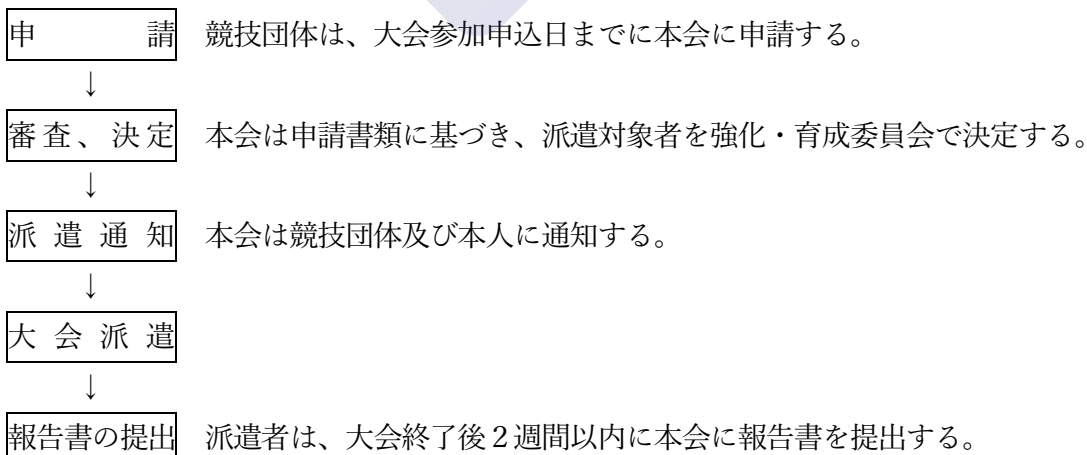 申　　　請　競技団体は、大会参加申込日までに本会に申請する。
↓
審査、決定　本会は申請書類に基づき、派遣対象者を強化・育成委員会で決定する。
↓
派遣通知　本会は競技団体及び本人に通知する。
↓
大会派遣
↓
報告書の提出　派遣者は、大会終了後２週間以内に本会に報告書を提出する。